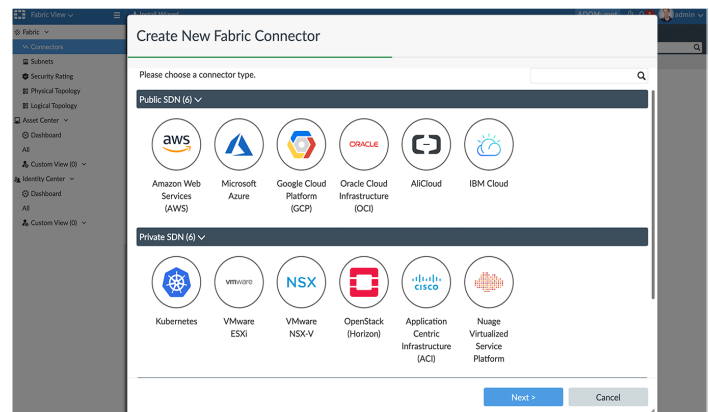 Fabric View
Install Wizard
ADOM: root
admin
Fabric
Connectors
Subnets
Security Rating
Physical Topology
Logical Topology
Asset Center
Dashboard
All
Custom View (0)
Identity Center
Dashboard
All
Custom View (0)
Create New Fabric Connector
Please choose a connector type.
Public SDN (6)
aws
ORACLE
Amazon Web
Services
(AWS)
Microsoft
Azure
Google Cloud
Platform
(GCP)
Oracle Cloud
Infrastructure
(OCI)
AliCloud
IBM Cloud
Private SDN (6)
vmware
NSX
CISCO
Kubernetes
VMware
ESXi
VMware
NSX-V
OpenStack
(Horizon)
Application
Centric
Infrastructure
(ACI)
Nuage
Virtualized
Service
Platform
Next >
Cancel